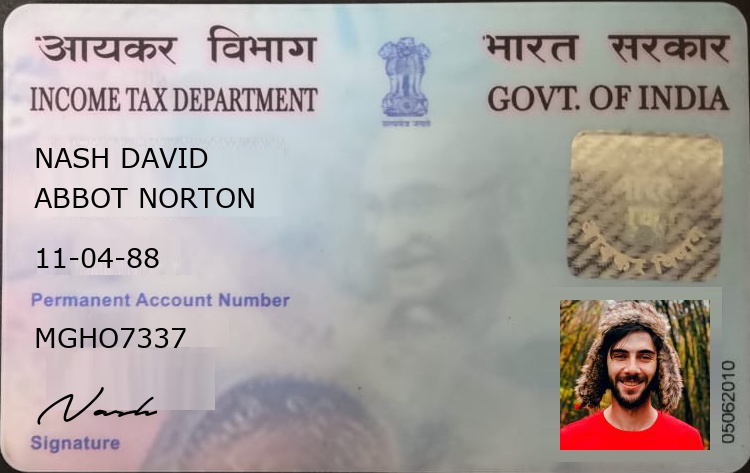 आयकर विभाग
भारत सरकार
INCOME TAX DEPARTMENT
GOVT. OF INDIA
सत्यमेव जयते
NASH DAVID
ABBOT NORTON
11-04-88
Permanent Account Number
MGHO7337
Nash
Signature
05062010